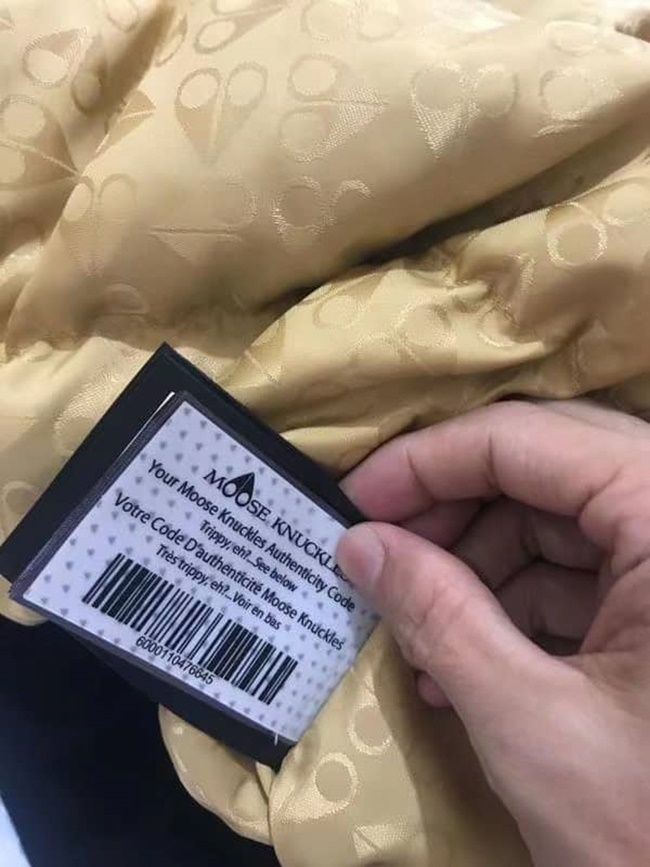 MOOSE KNUCKLES
Your Moose Knuckles Authenticity Code
Trippy, eh?...See below
Votre Code D'authenticité Moose Knuckles
Très trippy, eh?...Voir en bas
6000110476645